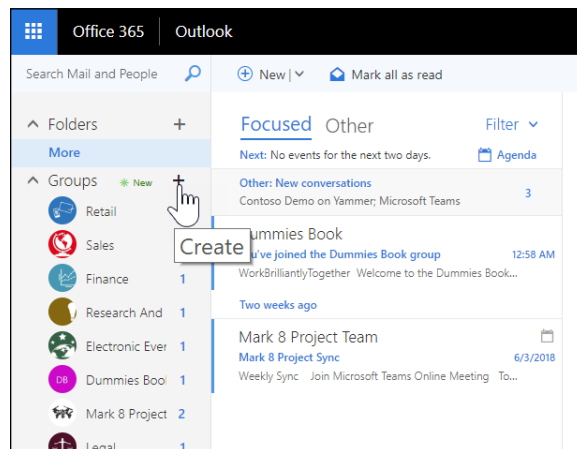 Office 365 Outlook
Search Mail and People
New
Mark all as read
Folders
More
Groups New
Retail
Sales
Finance 1
Research And 1
Electronic Ever 1
DB Dummies Bool 1
Mark 8 Project 2
Legal 1
Create
Focused Other Filter
Next: No events for the next two days. Agenda
Other: New conversations 3
Contoso Demo on Yammer; Microsoft Teams
Dummies Book
You've joined the Dummies Book group 12:58 AM
WorkBrilliantlyTogether Welcome to the Dummies Book...
Two weeks ago
Mark 8 Project Team
Mark 8 Project Sync 6/3/2018
Weekly Sync Join Microsoft Teams Online Meeting To...